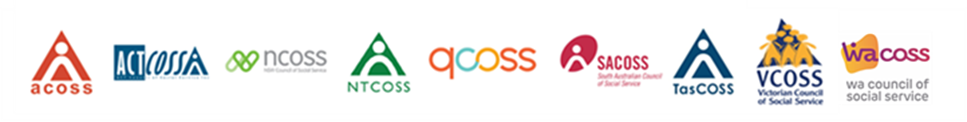 acoss
ACTCOSS
ncoss
NSW Council of Social Service
NTCOSS
qcoss
SACOSS
South Australian Council
of Social Service
TasCOSS
VCOSS
Victorian Council
of Social Service
wacoss
wa council of
social service